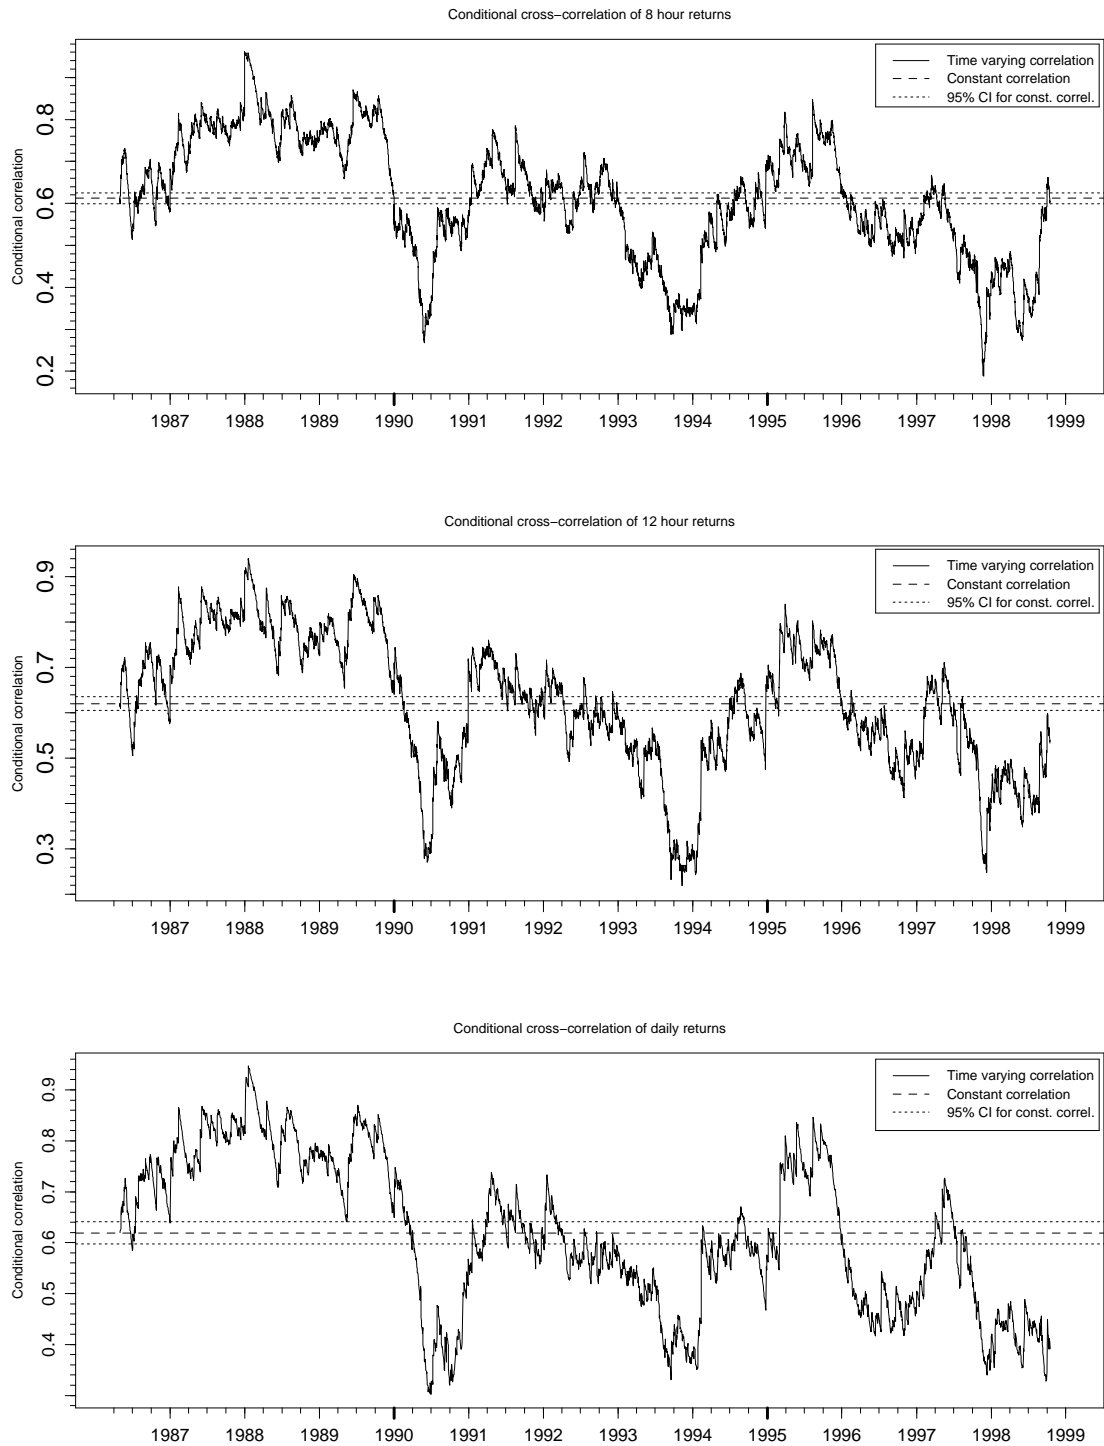 Conditional cross−correlation of 8 hour returns
Time varying correlation
Constant correlation
95% CI for const. correl.
Conditional correlation
0.8
0.6
0.4
0.2
1987 1988 1989 1990 1991 1992 1993 1994 1995 1996 1997 1998 1999
Conditional cross−correlation of 12 hour returns
Time varying correlation
Constant correlation
95% CI for const. correl.
Conditional correlation
0.9
0.7
0.5
0.3
1987 1988 1989 1990 1991 1992 1993 1994 1995 1996 1997 1998 1999
Conditional cross−correlation of daily returns
Time varying correlation
Constant correlation
95% CI for const. correl.
Conditional correlation
0.9
0.8
0.7
0.6
0.5
0.4
1987 1988 1989 1990 1991 1992 1993 1994 1995 1996 1997 1998 1999